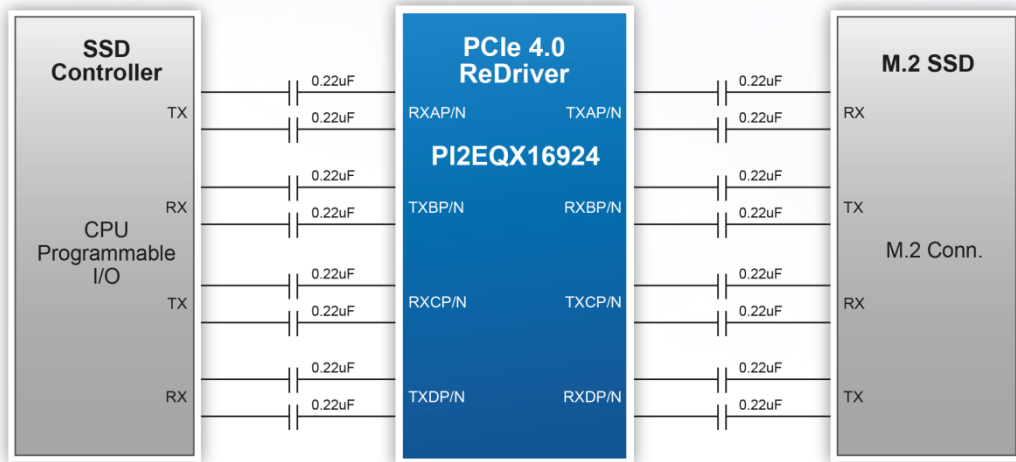 SSD
Controller
TX
RX
CPU
Programmable
I/O
TX
RX
0.22uF
0.22uF
0.22uF
0.22uF
0.22uF
0.22uF
0.22uF
0.22uF
PCIe 4.0
ReDriver
RXAP/N TXAP/N
PI2EQX16924
TXBP/N RXBP/N
RXCP/N TXCP/N
TXDP/N RXDP/N
0.22uF
0.22uF
0.22uF
0.22uF
0.22uF
0.22uF
0.22uF
0.22uF
M.2 SSD
RX
TX
M.2 Conn.
RX
TX